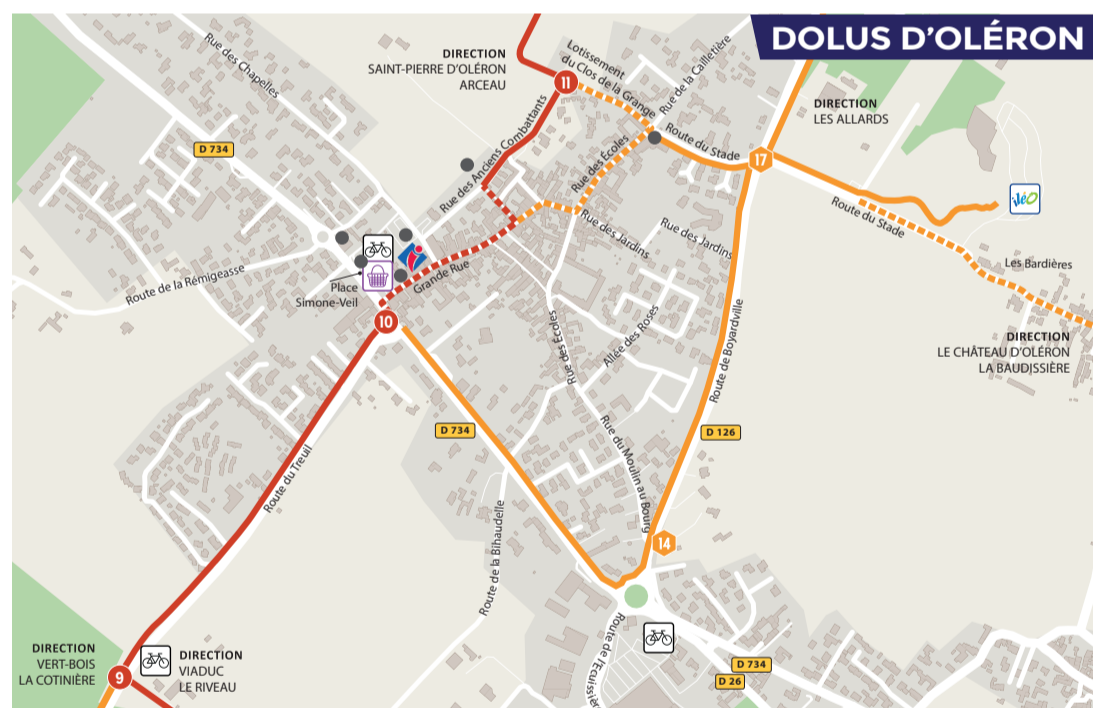 DOLUS D'OLÉRON
DIRECTION
SAINT-PIERRE D'OLÉRON
ARCEAU
Rue des Chapelles
11
Lotissement
du Clos de la Grange
Rue de la Cailletière
DIRECTION
LES ALLARDS
D 734
Rue des Anciens Combattants
Rue des Écoles
Route du Stade
17
iléO
Route du Stade
Rue des Jardins
Rue des Jardins
Les Bardières
Route de la Rémigeasse
Place
Simone-Veil
Grande Rue
10
Rue des Écoles
Allée des Roses
Route de Boyardville
DIRECTION
LE CHÂTEAU D'OLÉRON
LA BAUDISSIÈRE
D 734
D 126
Route du Treuil
Rue du Moulin au Bourg
Route de la Bihaudelle
14
DIRECTION
VERT-BOIS
LA COTINIÈRE
9
DIRECTION
VIADUC
LE RIVEAU
Route de l'Écuissière
D 734
D 26